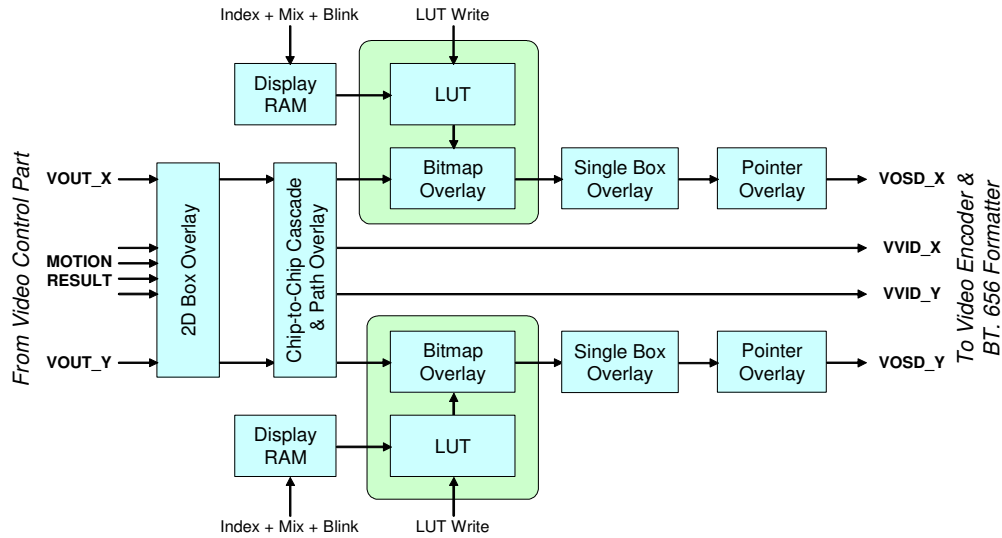 Index + Mix + Blink
LUT Write
Display
RAM
LUT
From Video Control Part
VOUT_X
MOTION
RESULT
VOUT_Y
2D Box Overlay
Chip-to-Chip Cascade
& Path Overlay
Bitmap
Overlay
Single Box
Overlay
Pointer
Overlay
VOSD_X
VVID_X
VVID_Y
Bitmap
Overlay
Single Box
Overlay
Pointer
Overlay
VOSD_Y
To Video Encoder &
BT. 656 Formatter
Display
RAM
LUT
Index + Mix + Blink
LUT Write